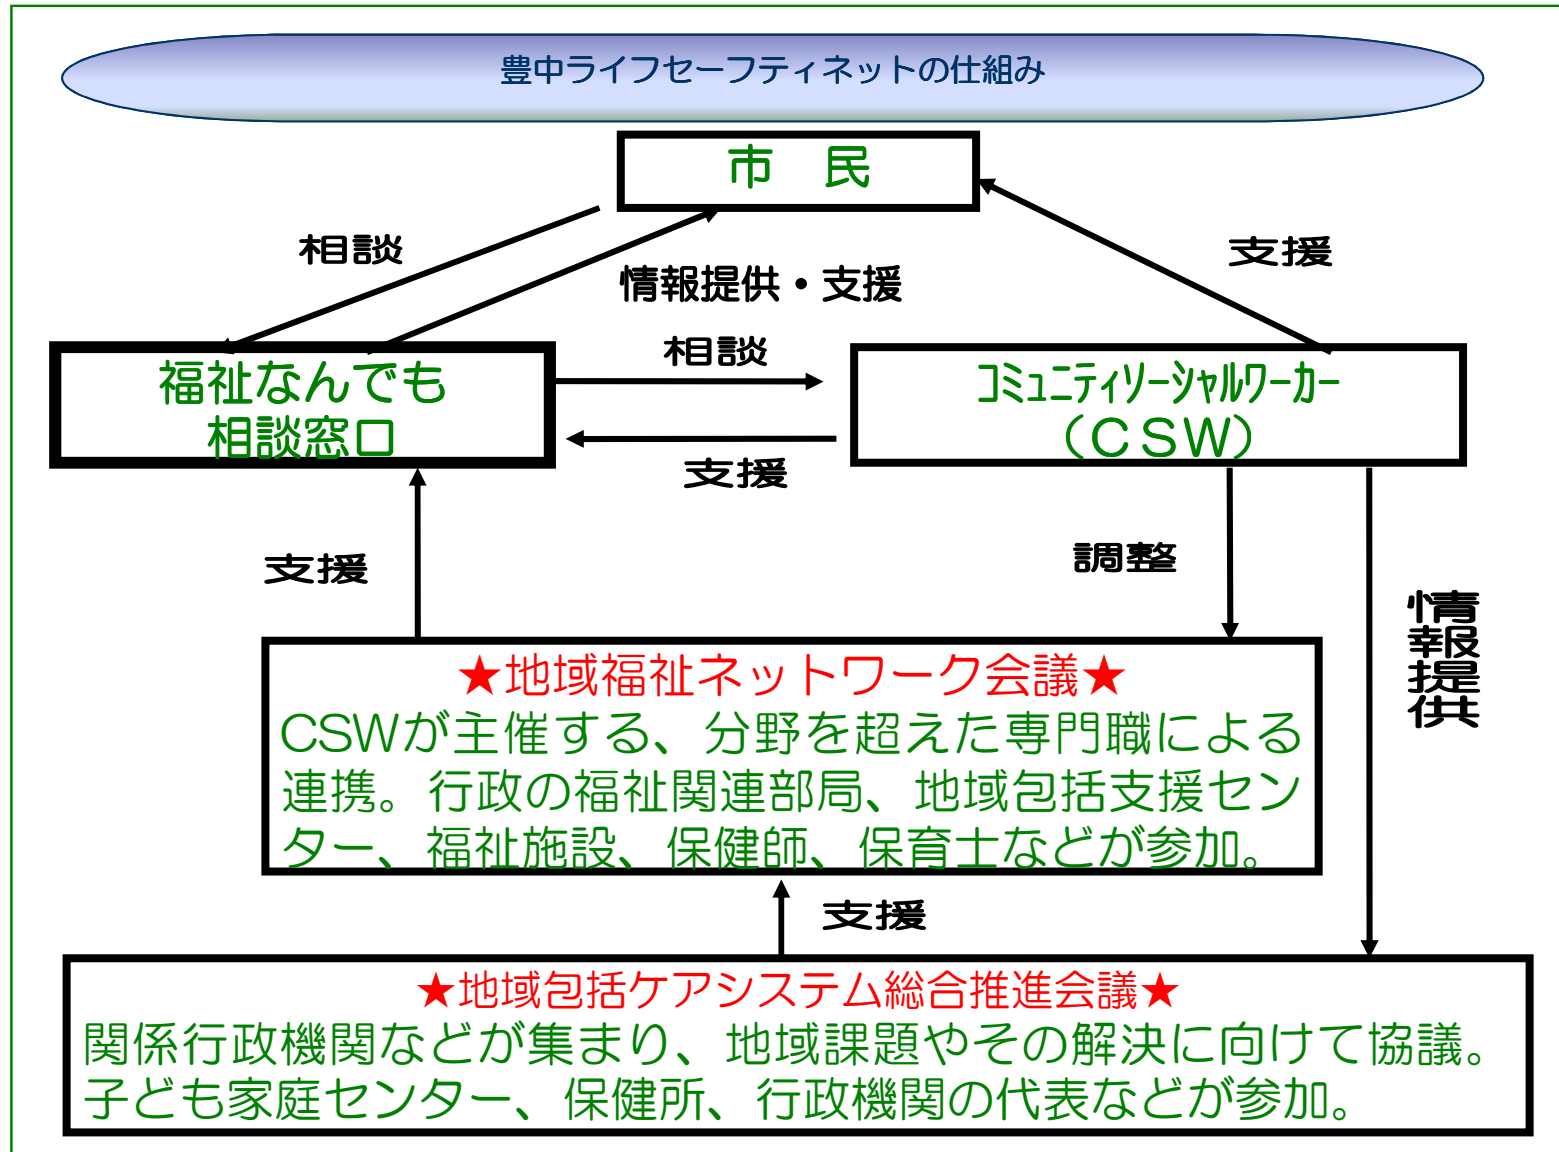 豊中ライフセーフティネットの仕組み
市　民
相談
支援
情報提供・支援
相談
福祉なんでも
相談窓口
コミュニティソーシャルワーカー
（ＣＳＷ）
支援
支援
調整
情報提供
★地域福祉ネットワーク会議★
CSWが主催する、分野を超えた専門職による
連携。行政の福祉関連部局、地域包括支援セン
ター、福祉施設、保健師、保育士などが参加。
支援
★地域包括ケアシステム総合推進会議★
関係行政機関などが集まり、地域課題やその解決に向けて協議。
子ども家庭センター、保健所、行政機関の代表などが参加。